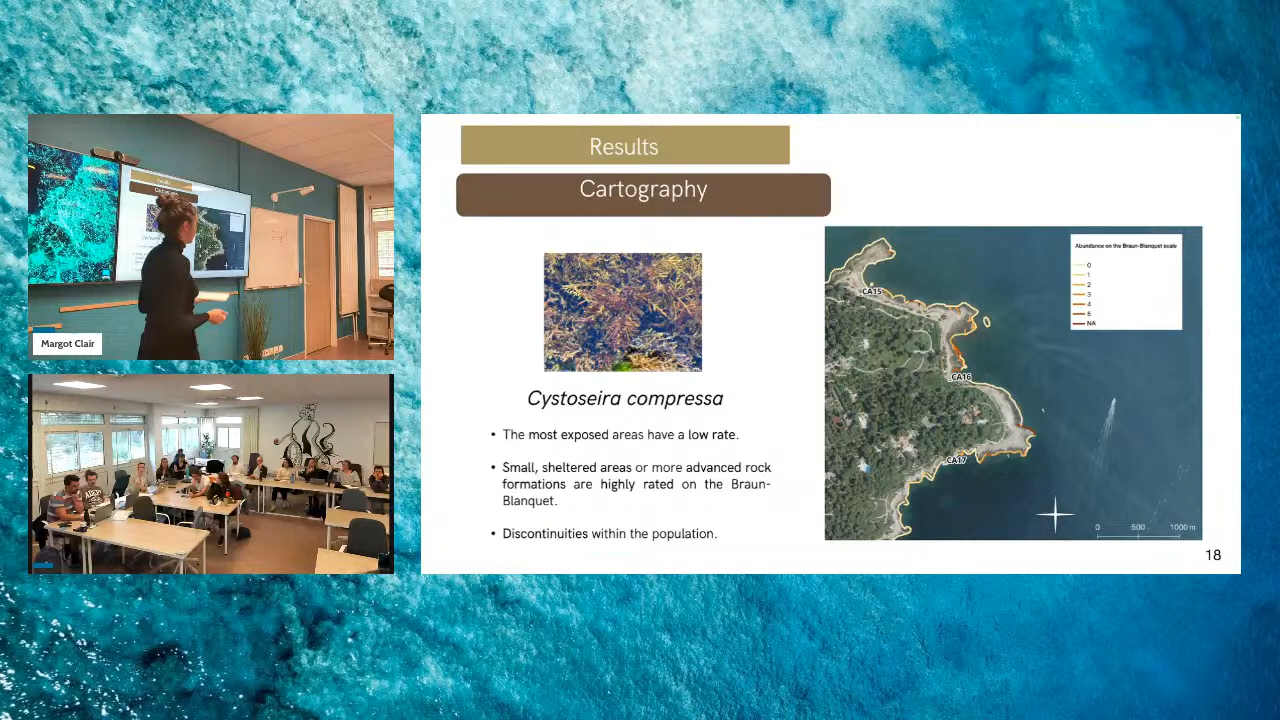 Results
Cartography
Cystoseira compressa
• The most exposed areas have a low rate.
• Small, sheltered areas or more advanced rock
formations are highly rated on the Braun-
Blanquet.
• Discontinuities within the population.
Abundance on the Braun-Blanquet scale
0
1
2
3
4
5
NA
CA15
CA16
CA17
0 500 1000 m
18
Margot Clair
Results
Cartography